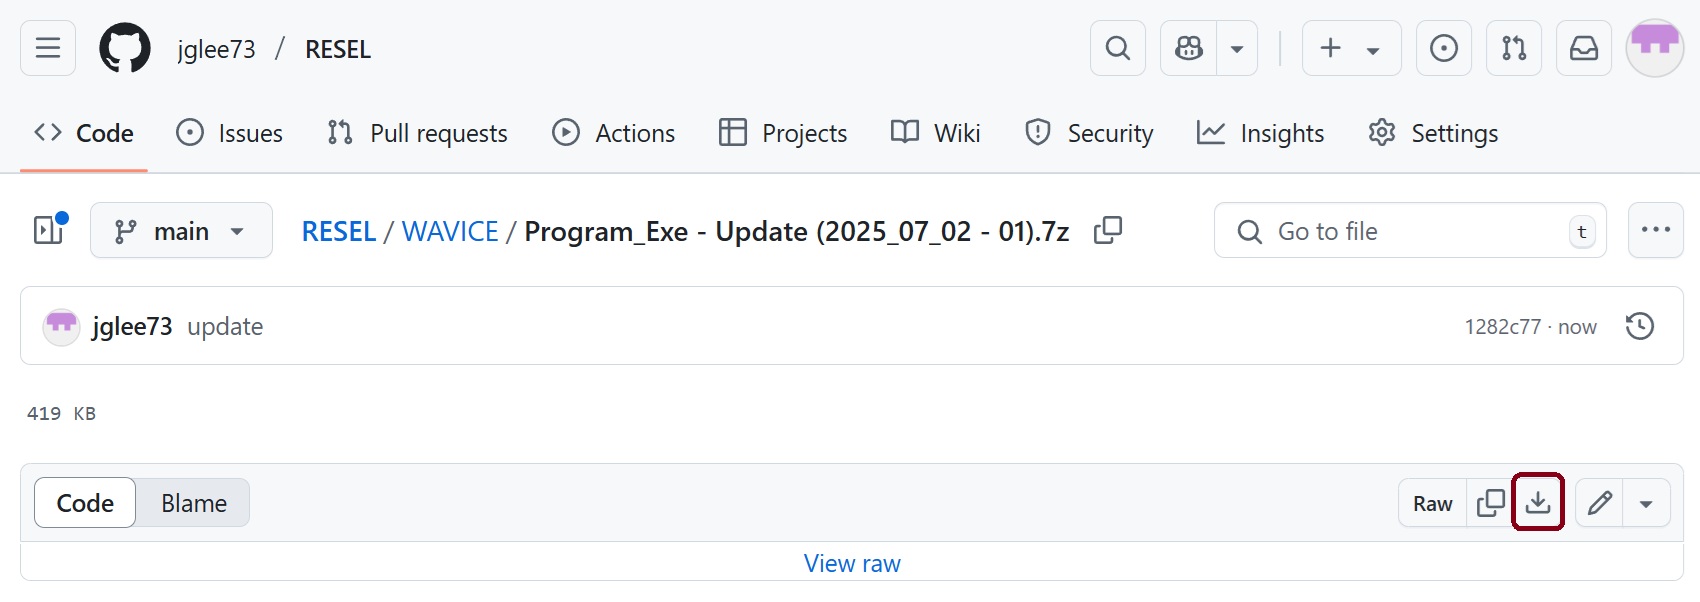 jglee73 / RESEL
Code Issues Pull requests Actions Projects Wiki Security Insights Settings
main RESEL / WAVICE / Program_Exe - Update (2025_07_02 - 01).7z Go to file t
jglee73 update 1282c77 · now
419 KB
Code Blame Raw
View raw